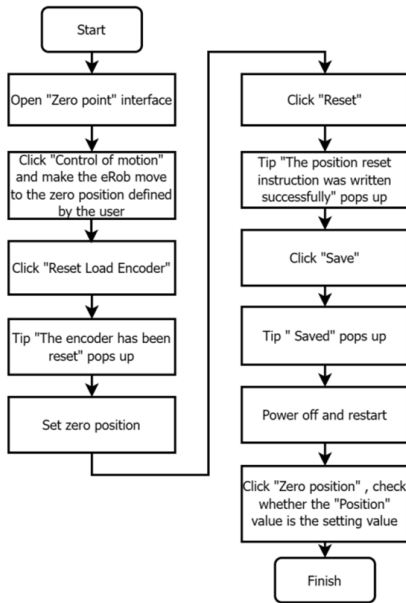 Start
Open "Zero point" interface
Click "Control of motion"
and make the eRob move
to the zero position defined
by the user
Click "Reset Load Encoder"
Tip "The encoder has been
reset" pops up
Set zero position
Click "Reset"
Tip "The position reset
instruction was written
successfully" pops up
Click "Save"
Tip " Saved" pops up
Power off and restart
Click "Zero position" , check
whether the "Position"
value is the setting value
Finish